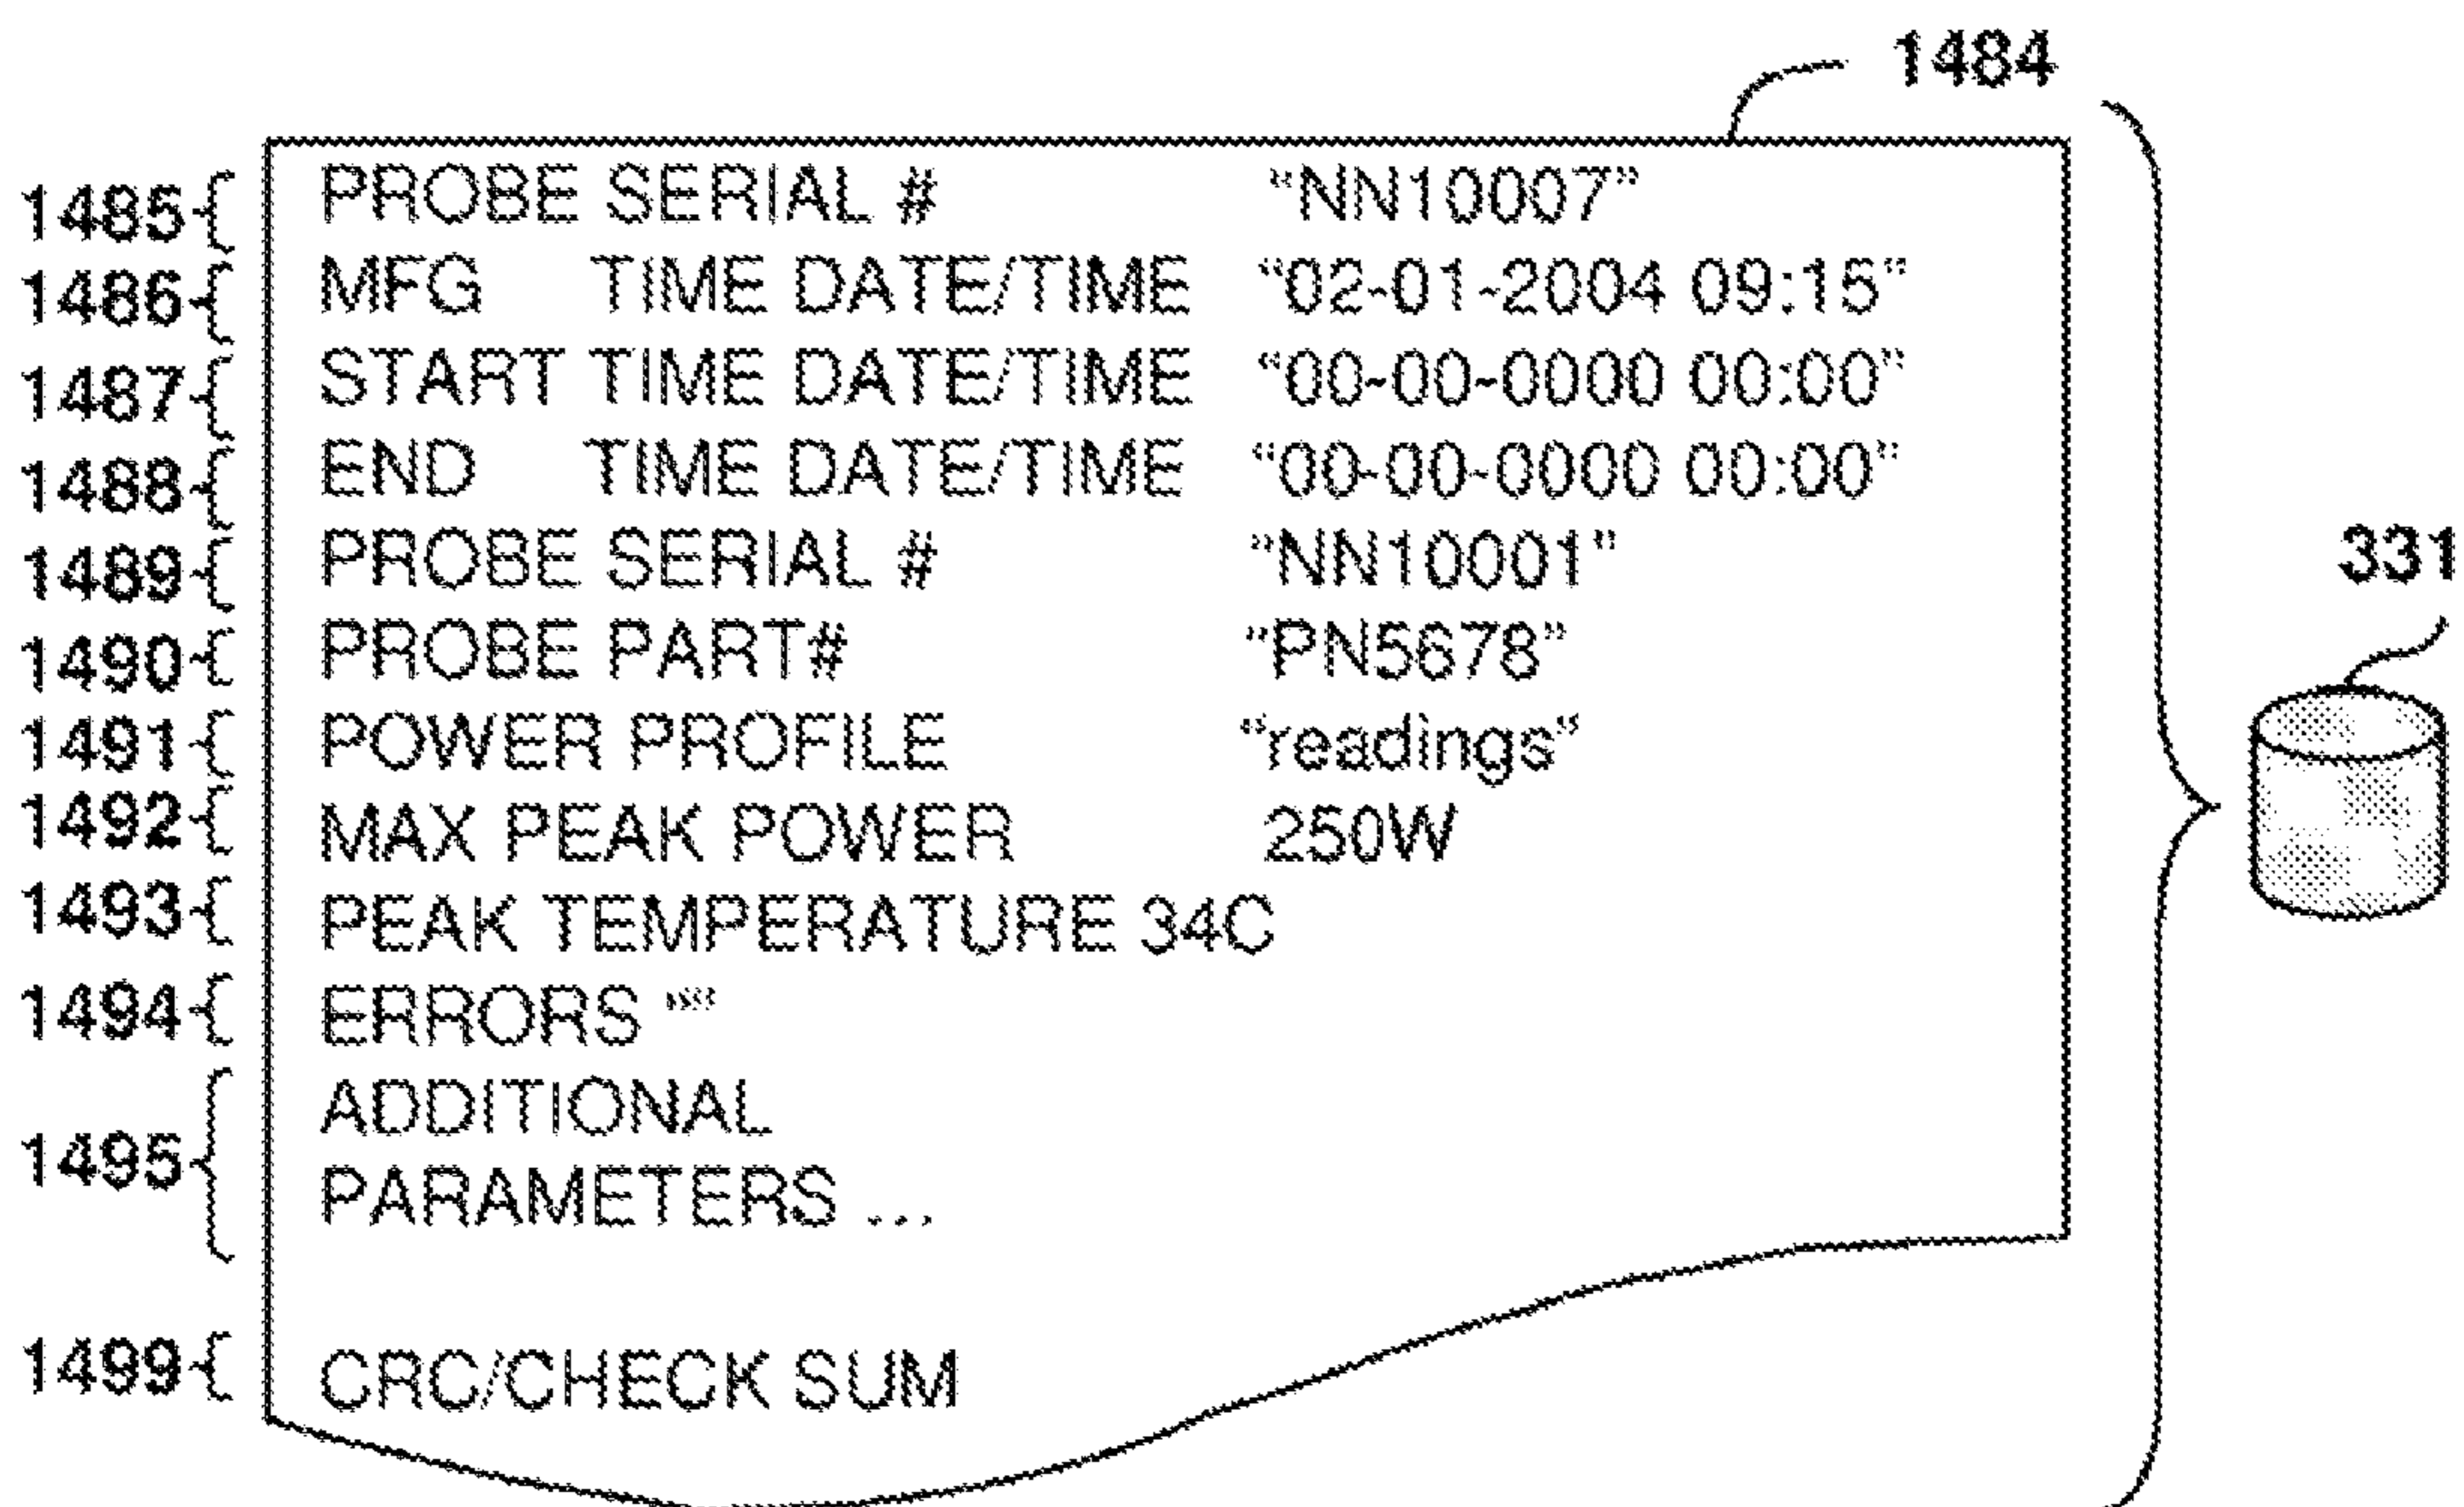 1484
1485 PROBE SERIAL # "NN10007"
1486 MFG TIME DATE/TIME "02-01-2004 09:15"
1487 START TIME DATE/TIME "00-00-0000 00:00"
1488 END TIME DATE/TIME "00-00-0000 00:00"
1489 PROBE SERIAL # "NN10001"
331
1490 PROBE PART# "PN5678"
1491 POWER PROFILE "readings"
1492 MAX PEAK POWER 250W
1493 PEAK TEMPERATURE 34C
1494 ERRORS ""
ADDITIONAL
1495
PARAMETERS ...
1499 CRC/CHECK SUM